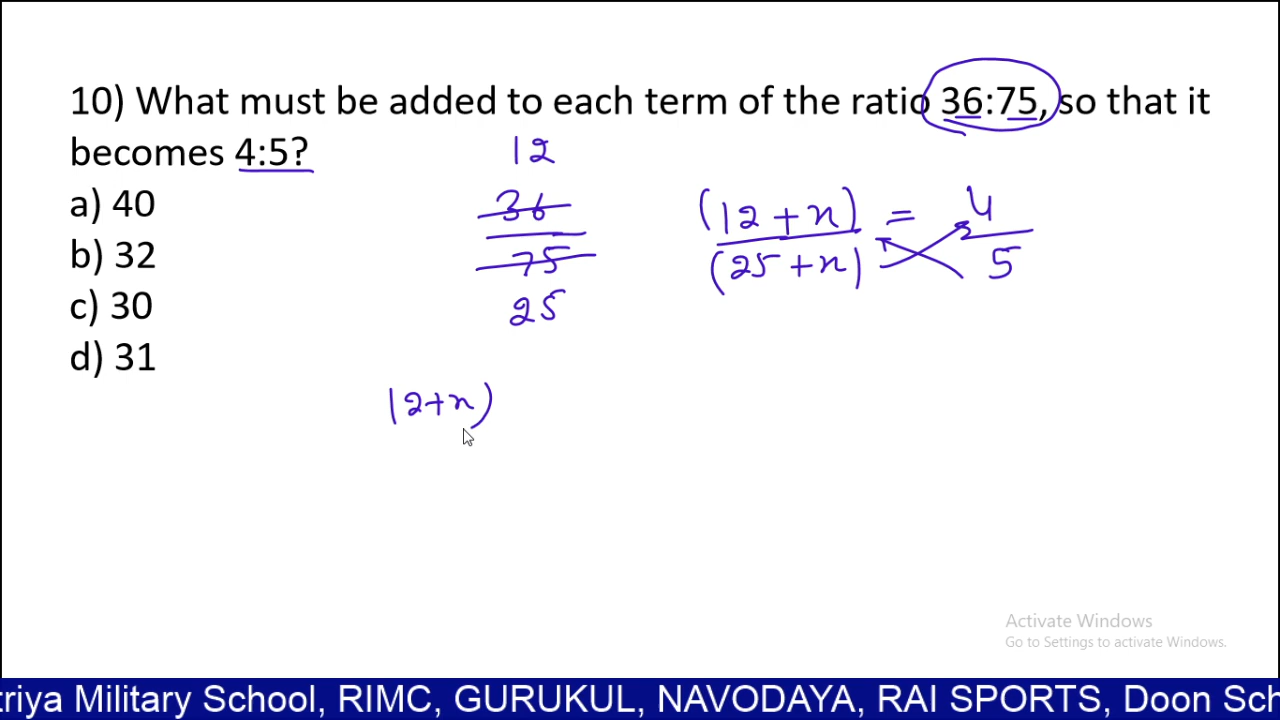 10) What must be added to each term of the ratio 36:75, so that it
becomes 4:5?
a) 40
b) 32
c) 30
d) 31
12
36
75
25
(12+x) = 4
(25+x) 5
12+x)
Activate Windows
Go to Settings to activate Windows.
triya Military School, RIMC, GURUKUL, NAVODAYA, RAI SPORTS, Doon Sch